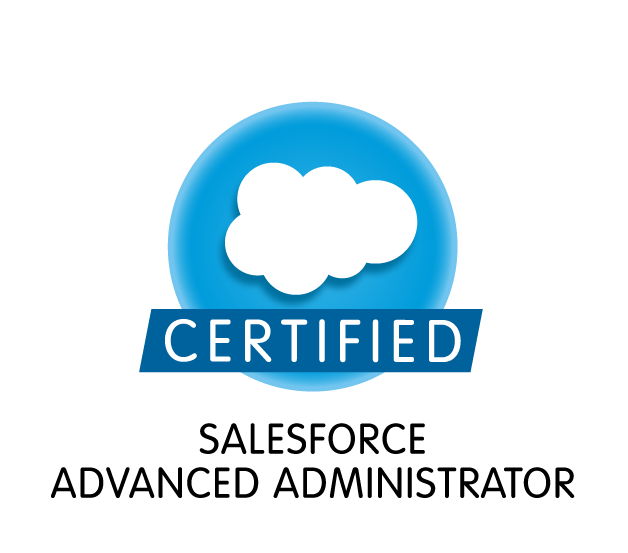 CERTIFIED
SALESFORCE
ADVANCED ADMINISTRATOR